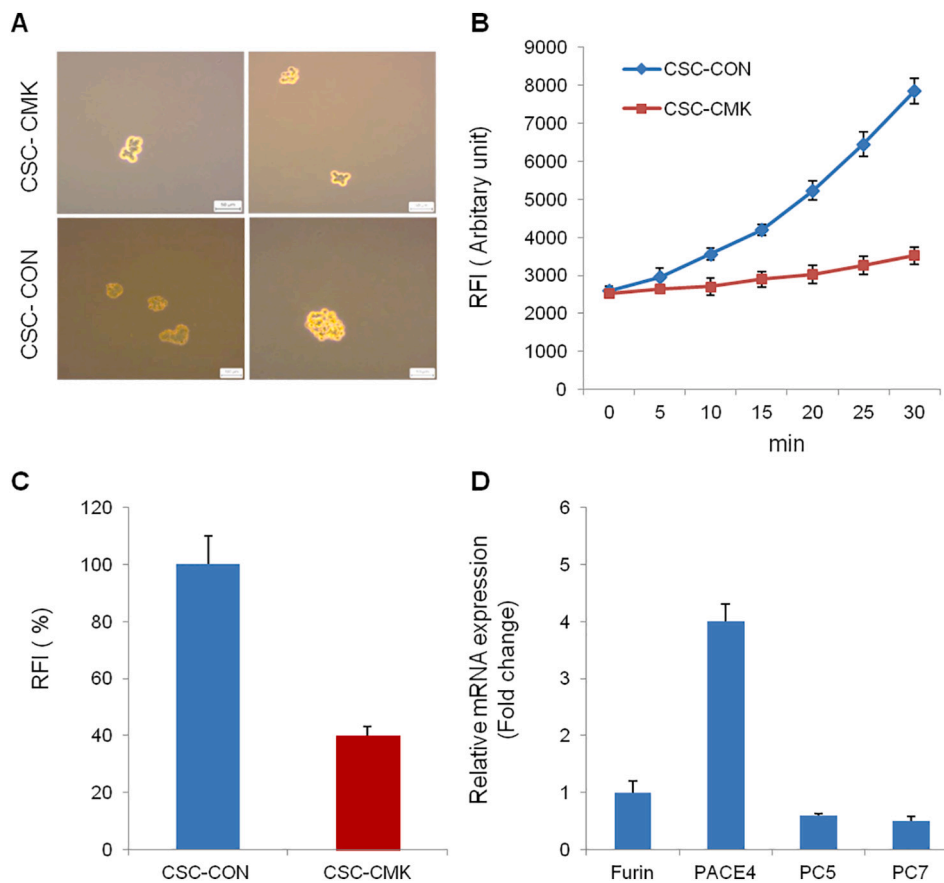 A
CSC- CMK
CSC- CON
B
RFI ( Arbitary unit)
9000
8000
7000
6000
5000
4000
3000
2000
1000
0
CSC-CON
CSC-CMK
0 5 10 15 20 25 30
min
C
RFI ( %)
120
100
80
60
40
20
0
CSC-CON CSC-CMK
D
Relative mRNA expression
(Fold change)
6
5
4
3
2
1
0
Furin PACE4 PC5 PC7